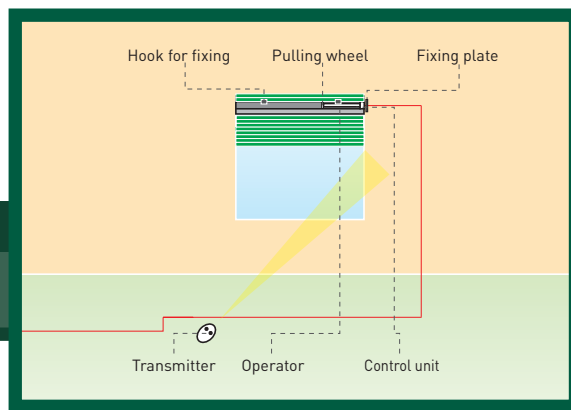 Hook for fixing Pulling wheel Fixing plate
Transmitter Operator Control unit